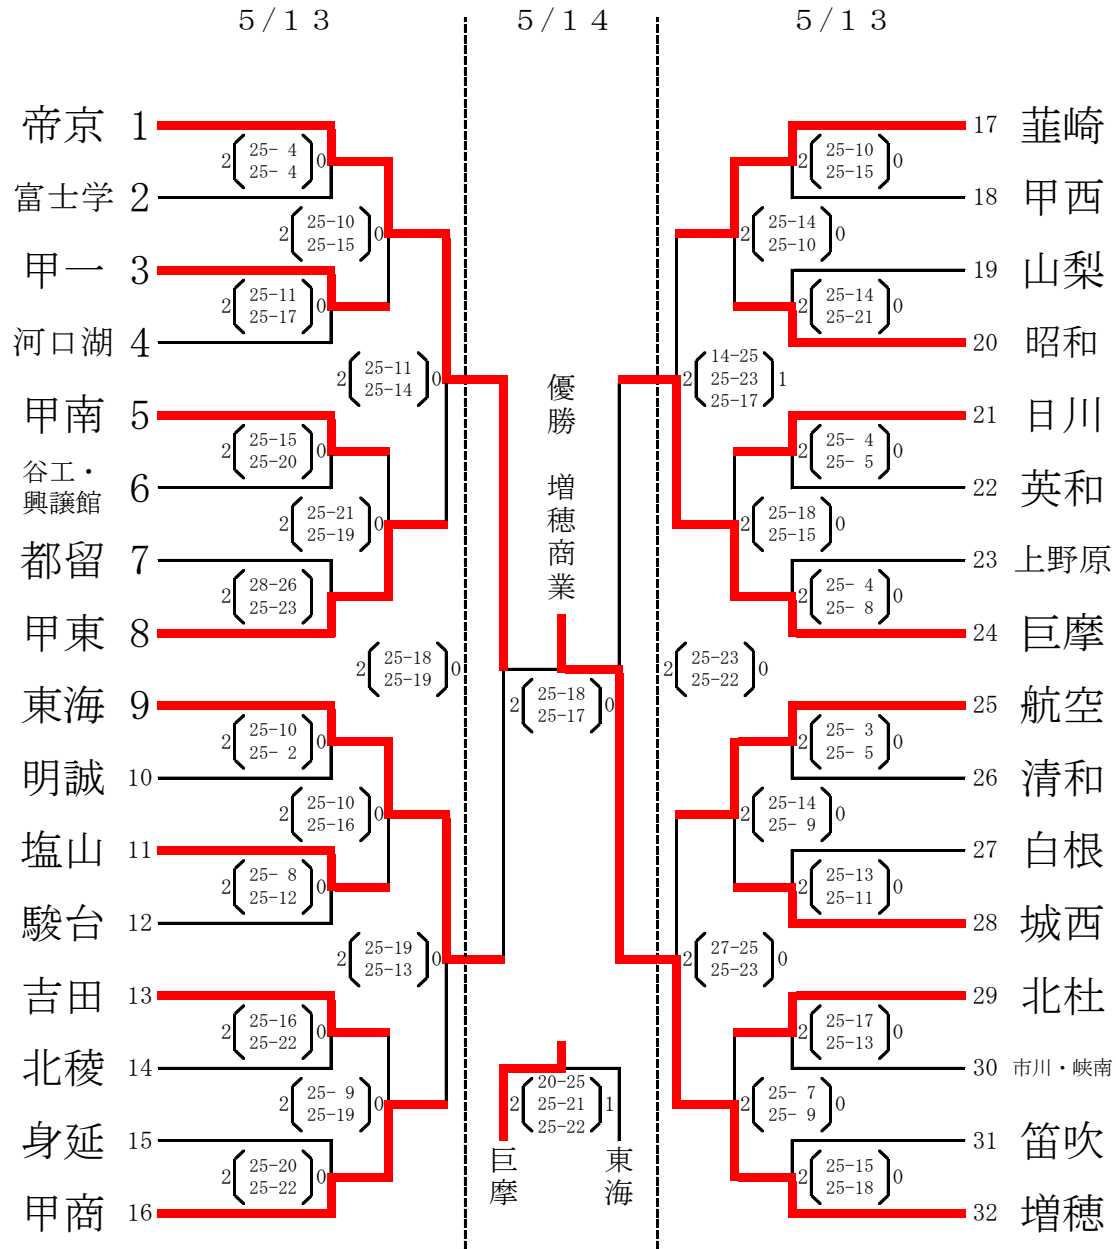 5/13
5/14
5/13
帝京 1
2 25- 4 0
25- 4
富士学 2
2 25-10 0
25-15
甲一 3
2 25-11 0
25-17
河口湖 4
2 25-11 0
25-14
甲南 5
2 25-15 0
25-20
谷工・
興譲館 6
2 25-21 0
25-19
都留 7
2 28-26 0
25-23
甲東 8
2 25-18 0
25-19
東海 9
2 25-10 0
25- 2
明誠 10
2 25-10 0
25-16
塩山 11
2 25- 8 0
25-12
駿台 12
2 25-19 0
25-13
吉田 13
2 25-16 0
25-22
北稜 14
2 25- 9 0
25-19
身延 15
2 25-20 0
25-22
甲商 16
優勝 増穂商業
2 25-18 0
25-17
20-25
2 25-21 1
25-22
巨摩
東海
17 韮崎
2 25-10 0
25-15
18 甲西
2 25-14 0
25-10
19 山梨
2 25-14 0
25-21
20 昭和
14-25
2 25-23 1
25-17
21 日川
2 25- 4 0
25- 5
22 英和
2 25-18 0
25-15
23 上野原
2 25- 4 0
25- 8
24 巨摩
2 25-23 0
25-22
25 航空
2 25- 3 0
25- 5
26 清和
2 25-14 0
25- 9
27 白根
2 25-13 0
25-11
28 城西
2 27-25 0
25-23
29 北杜
2 25-17 0
25-13
30 市川・峡南
2 25- 7 0
25- 9
31 笛吹
2 25-15 0
25-18
32 増穂